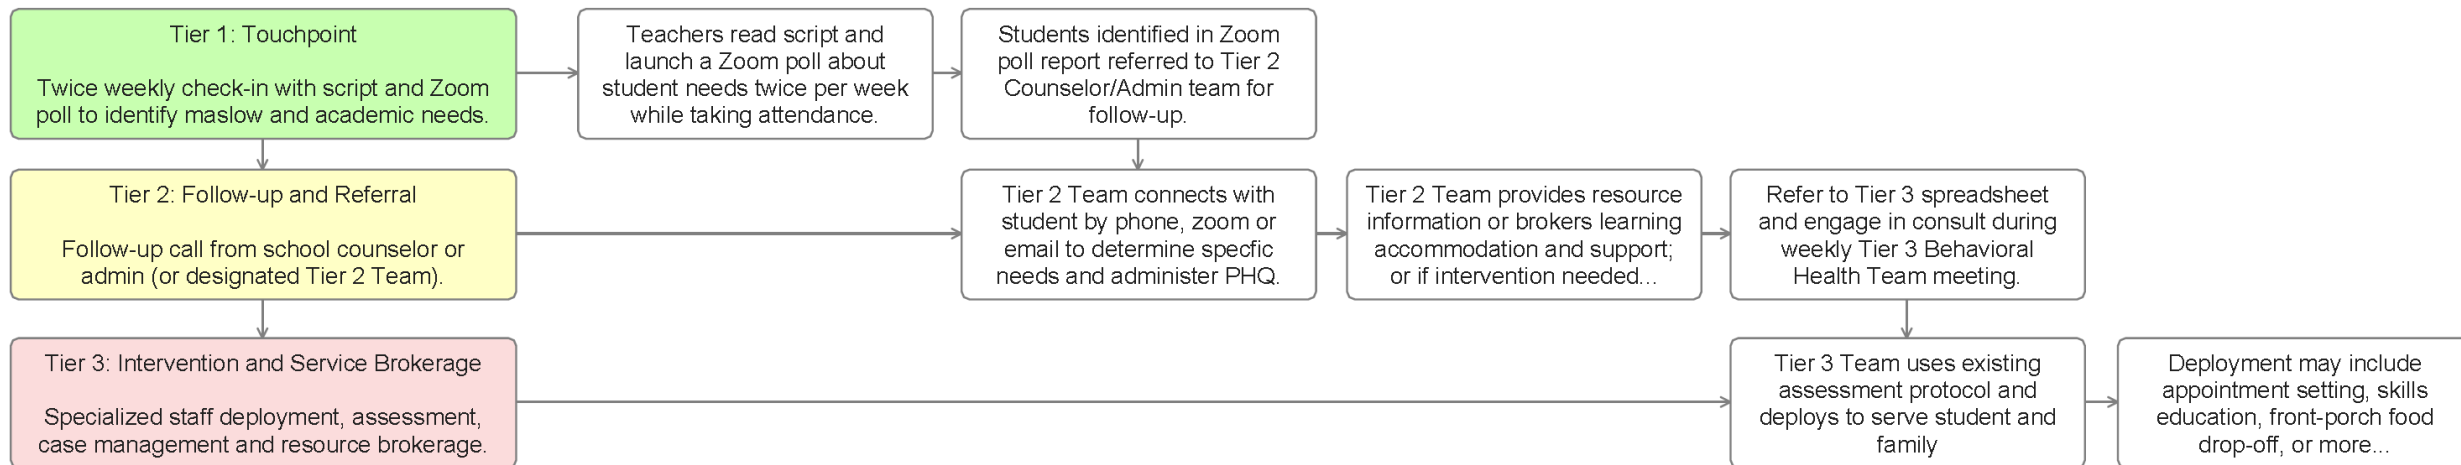 Tier 1: Touchpoint
Twice weekly check-in with script and Zoom
poll to identify maslow and academic needs.
Teachers read script and
launch a Zoom poll about
student needs twice per week
while taking attendance.
Students identified in Zoom
poll report referred to Tier 2
Counselor/Admin team for
follow-up.
Tier 2: Follow-up and Referral
Follow-up call from school counselor or
admin (or designated Tier 2 Team).
Tier 2 Team connects with
student by phone, zoom or
email to determine specfic
needs and administer PHQ.
Tier 2 Team provides resource
information or brokers learning
accommodation and support;
or if intervention needed...
Refer to Tier 3 spreadsheet
and engage in consult during
weekly Tier 3 Behavioral
Health Team meeting.
Tier 3: Intervention and Service Brokerage
Specialized staff deployment, assessment,
case management and resource brokerage.
Tier 3 Team uses existing
assessment protocol and
deploys to serve student and
family
Deployment may include
appointment setting, skills
education, front-porch food
drop-off, or more...